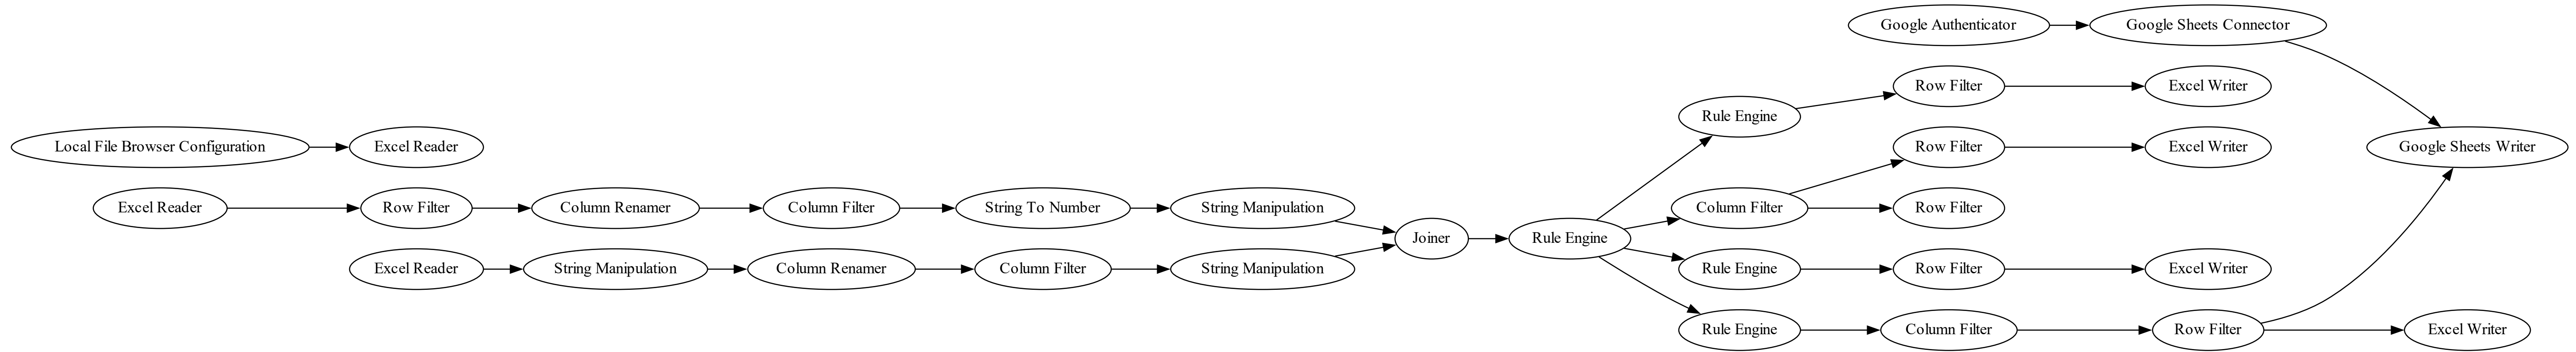 Google Authenticator
Google Sheets Connector
Row Filter
Excel Writer
Rule Engine
Local File Browser Configuration
Excel Reader
Row Filter
Excel Writer
Google Sheets Writer
Excel Reader
Row Filter
Column Renamer
Column Filter
String To Number
String Manipulation
Column Filter
Row Filter
Joiner
Rule Engine
Excel Reader
String Manipulation
Column Renamer
Column Filter
String Manipulation
Rule Engine
Row Filter
Excel Writer
Rule Engine
Column Filter
Row Filter
Excel Writer